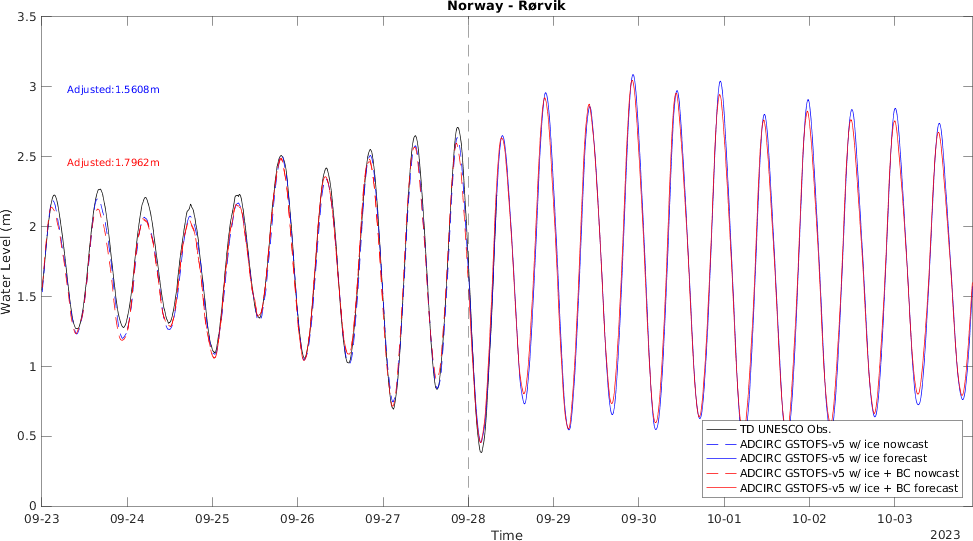 Norway - Rørvik
3.5
3
2.5
2
1.5
1
0.5
0
Water Level (m)
Adjusted:1.5608m
Adjusted:1.7962m
TD UNESCO Obs.
ADCIRC GSTOFS-v5 w/ ice nowcast
ADCIRC GSTOFS-v5 w/ ice forecast
ADCIRC GSTOFS-v5 w/ ice + BC nowcast
ADCIRC GSTOFS-v5 w/ ice + BC forecast
09-23 09-24 09-25 09-26 09-27 09-28 09-29 09-30 10-01 10-02 10-03
Time
2023